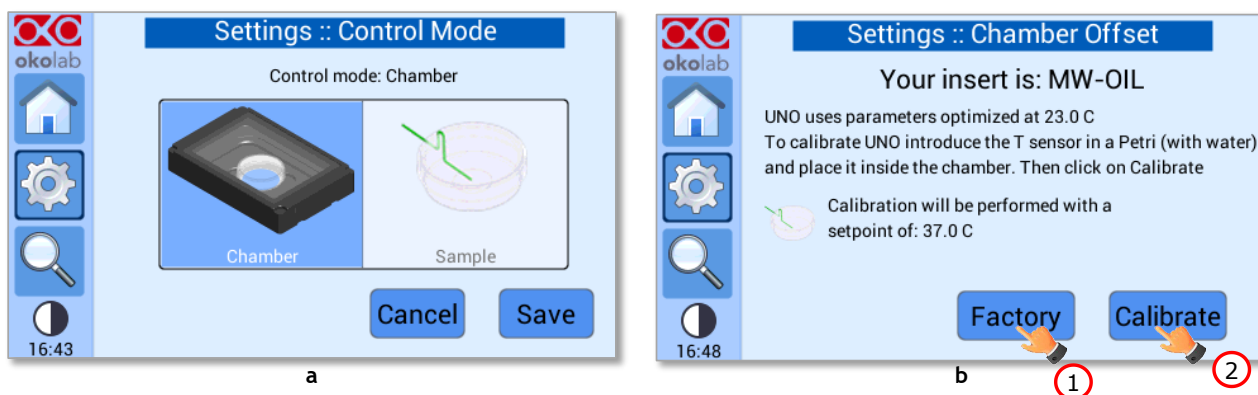 Settings :: Control Mode
okolab
Control mode: Chamber
Chamber
Sample
Cancel
Save
16:43
a
Settings :: Chamber Offset
okolab
Your insert is: MW-OIL
UNO uses parameters optimized at 23.0 C
To calibrate UNO introduce the T sensor in a Petri (with water)
and place it inside the chamber. Then click on Calibrate
Calibration will be performed with a
setpoint of: 37.0 C
Factory
Calibrate
16:48
b
1
2